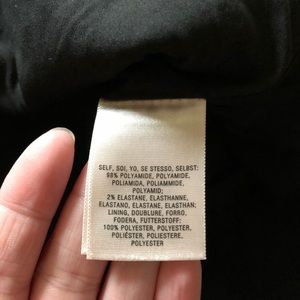 SELF, SOI, YO, SE STESSO, SELBST:
98% POLYAMIDE, POLYAMIDE,
POLIAMIDA, POLIAMMIDE,
POLYAMID;
2% ELASTANE, ELASTHANNE,
ELASTANO, ELASTANE, ELASTHAN;
LINING, DOUBLURE, FORRO,
FODERA, FUTTERSTOFF:
100% POLYESTER, POLYESTER,
POLIÉSTER, POLIESTERE,
POLYESTER